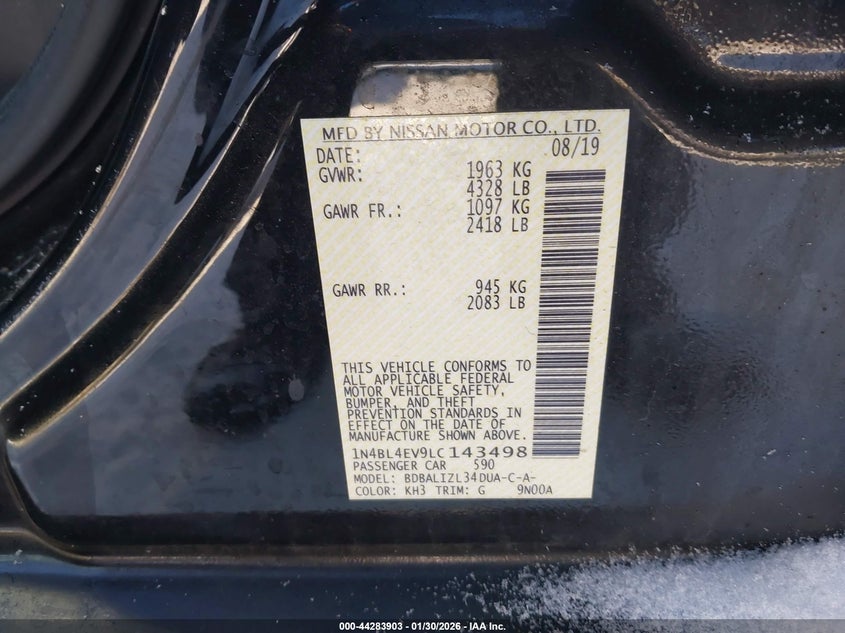 MFD BY NISSAN MOTOR CO., LTD.
DATE: 08/19
GVWR: 1963 KG
4328 LB
GAWR FR.: 1097 KG
2418 LB
GAWR RR.: 945 KG
2083 LB
THIS VEHICLE CONFORMS TO
ALL APPLICABLE FEDERAL
MOTOR VEHICLE SAFETY,
BUMPER, AND THEFT
PREVENTION STANDARDS IN
EFFECT ON THE DATE OF
MANUFACTURE SHOWN ABOVE.
1N4BL4EV9LC143498
PASSENGER CAR 590
MODEL: BDBALIZL34DUA-C-A-
COLOR: KH3 TRIM: G 9N00A
000-44283903 - 01/30/2026 - IAA Inc.